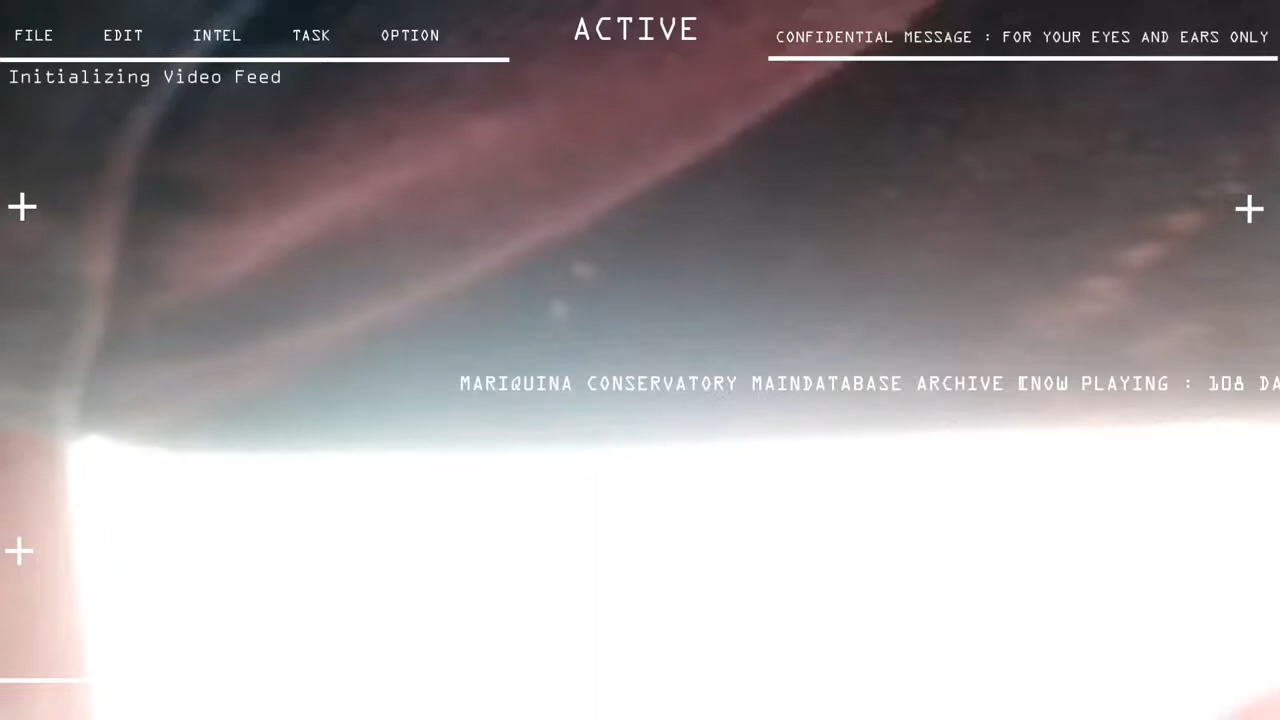 FILE EDIT INTEL TASK OPTION
ACTIVE
CONFIDENTIAL MESSAGE : FOR YOUR EYES AND EARS ONLY
Initializing Video Feed
MARIQUINA CONSERVATORY MAINDATABASE ARCHIVE [NOW PLAYING : 108 DA